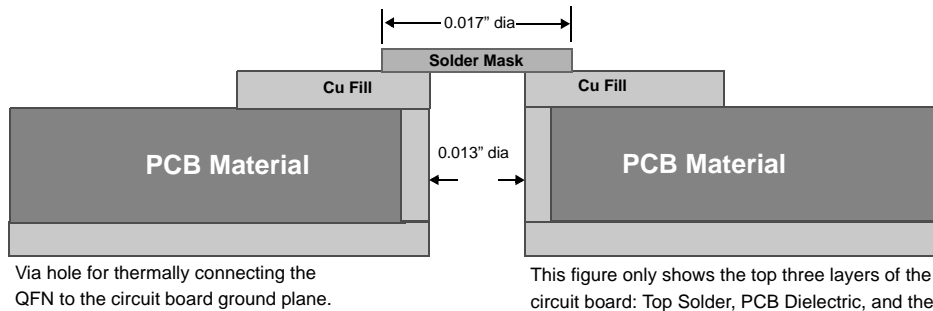 0.017” dia
Solder Mask
Cu Fill
Cu Fill
PCB Material
0.013” dia
PCB Material
Via hole for thermally connecting the
QFN to the circuit board ground plane.
This figure only shows the top three layers of the
circuit board: Top Solder, PCB Dielectric, and the